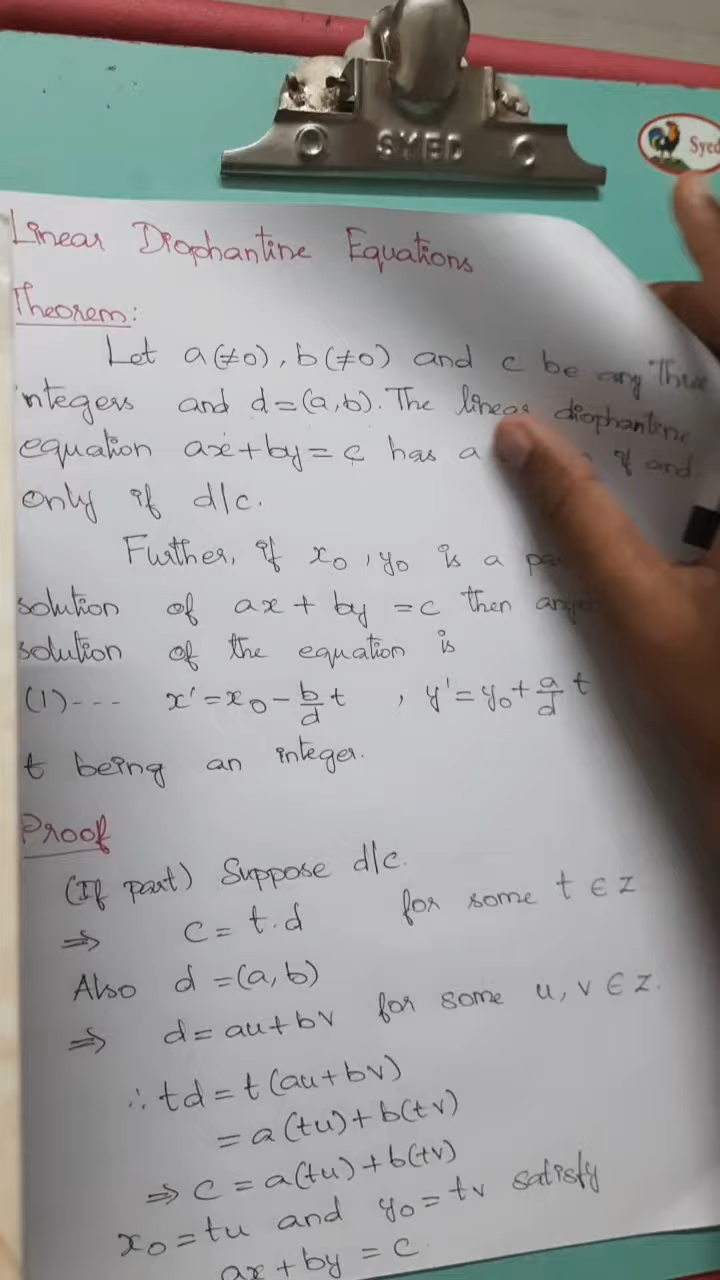 SYED
Syed
Linear Diophantine Equations
Theorem:
Let a(≠0), b(≠0) and c be any three
integers and d=(a,b). The linear diophantine
equation ax+by=c has a if and
only if d/c.
Further, if x₀, y₀ is a
solution of ax + by = c then any
solution of the equation is
(1)--- x'=x₀-b/d t , y'=y₀+a/d t
t being an integer.
Proof
(If part) Suppose d/c.
⇒ c = t.d for some t ∈ z
Also d = (a,b)
⇒ d = au+bv for some u, v ∈ z.
∴ td = t(au+bv)
= a(tu)+b(tv)
⇒ c = a(tu)+b(tv)
x₀=tu and y₀=tv satisfy
ax+by=c.